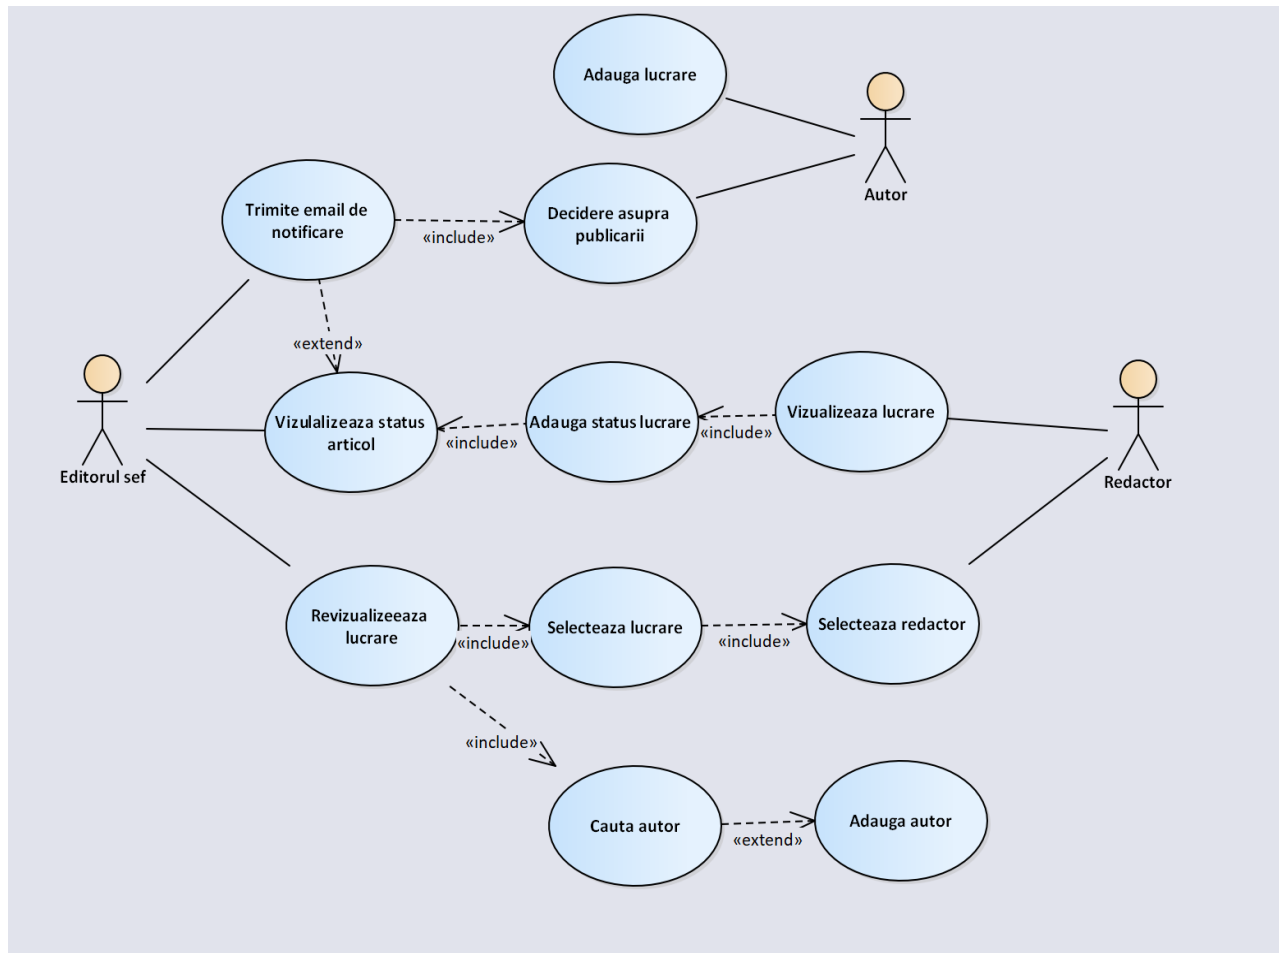 Adauga lucrare
Autor
Trimite email de
notificare
«include»
Decidere asupra
publicarii
«extend»
Editorul sef
Vizulalizeaza status
articol
«include»
Adauga status lucrare
«include»
Vizualizeaza lucrare
Redactor
Revizualizeeaza
lucrare
«include»
Selecteaza lucrare
«include»
Selecteaza redactor
«include»
Cauta autor
«extend»
Adauga autor